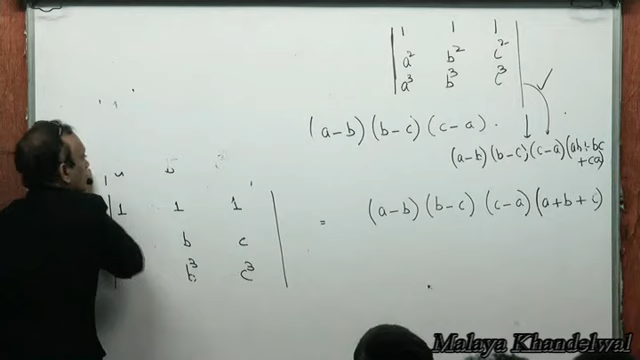 1 1 1
a² b² c²
a³ b³ c³
(a-b)(b-c)(c-a).
(a-b)(b-c)(c-a)(ab+bc
+ca)
1 1 1 = (a-b)(b-c)(c-a)(a+b+c)
b c
b³ c³
Malaya Khandelwal